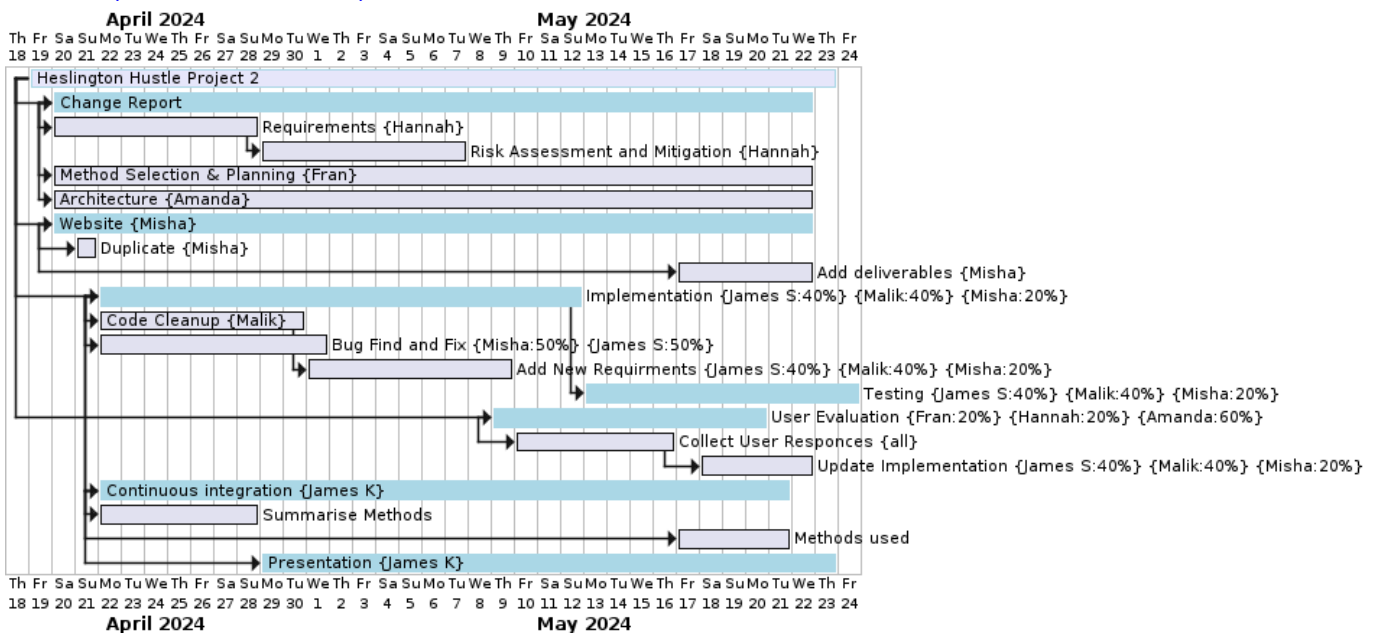 April 2024 May 2024
Th Fr Sa Su Mo Tu We Th Fr Sa Su Mo Tu We Th Fr Sa Su Mo Tu We Th Fr Sa Su Mo Tu We Th Fr Sa Su Mo Tu We Th Fr
18 19 20 21 22 23 24 25 26 27 28 29 30 1 2 3 4 5 6 7 8 9 10 11 12 13 14 15 16 17 18 19 20 21 22 23 24
Heslington Hustle Project 2
Change Report
Requirements {Hannah}
Risk Assessment and Mitigation {Hannah}
Method Selection & Planning {Fran}
Architecture {Amanda}
Website {Misha}
Duplicate {Misha}
Add deliverables {Misha}
Implementation {James S:40%} {Malik:40%} {Misha:20%}
Code Cleanup {Malik}
Bug Find and Fix {Misha:50%} {James S:50%}
Add New Requirments {James S:40%} {Malik:40%} {Misha:20%}
Testing {James S:40%} {Malik:40%} {Misha:20%}
User Evaluation {Fran:20%} {Hannah:20%} {Amanda:60%}
Collect User Responces {all}
Update Implementation {James S:40%} {Malik:40%} {Misha:20%}
Continuous integration {James K}
Summarise Methods
Methods used
Presentation {James K}
Th Fr Sa Su Mo Tu We Th Fr Sa Su Mo Tu We Th Fr Sa Su Mo Tu We Th Fr Sa Su Mo Tu We Th Fr Sa Su Mo Tu We Th Fr
18 19 20 21 22 23 24 25 26 27 28 29 30 1 2 3 4 5 6 7 8 9 10 11 12 13 14 15 16 17 18 19 20 21 22 23 24
April 2024 May 2024